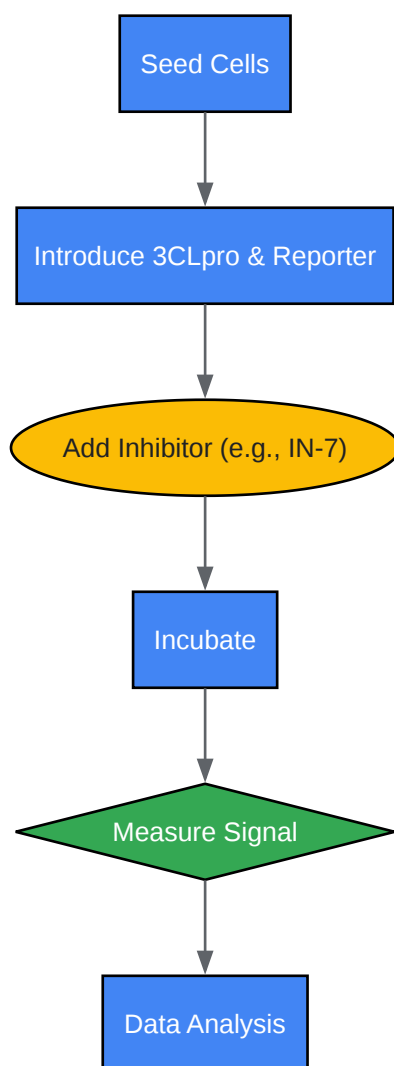 Seed Cells
Introduce 3CLpro & Reporter
Add Inhibitor (e.g., IN-7)
Incubate
Measure Signal
Data Analysis